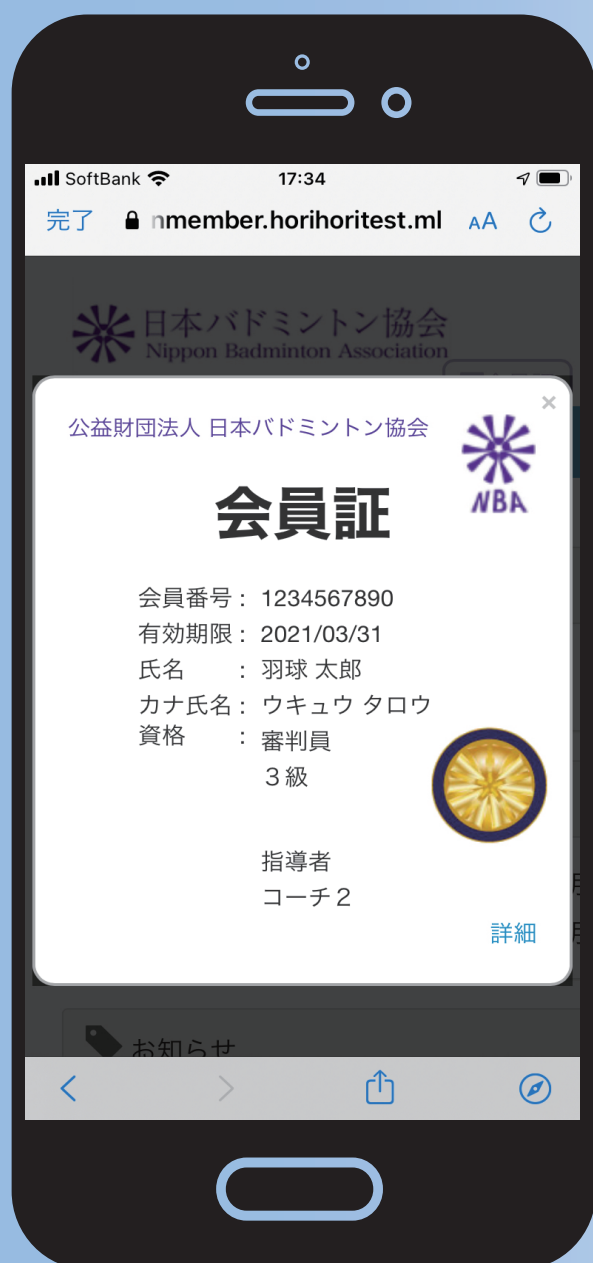 SoftBank 17:34
完了 nmember.horihoritest.ml AA
日本バドミントン協会
Nippon Badminton Association
×
公益財団法人 日本バドミントン協会
NBA
会員証
会員番号 : 1234567890
有効期限 : 2021/03/31
氏名 : 羽球 太郎
カナ氏名 : ウキュウ タロウ
資格 : 審判員
３級
指導者
コーチ２
詳細
お知らせ